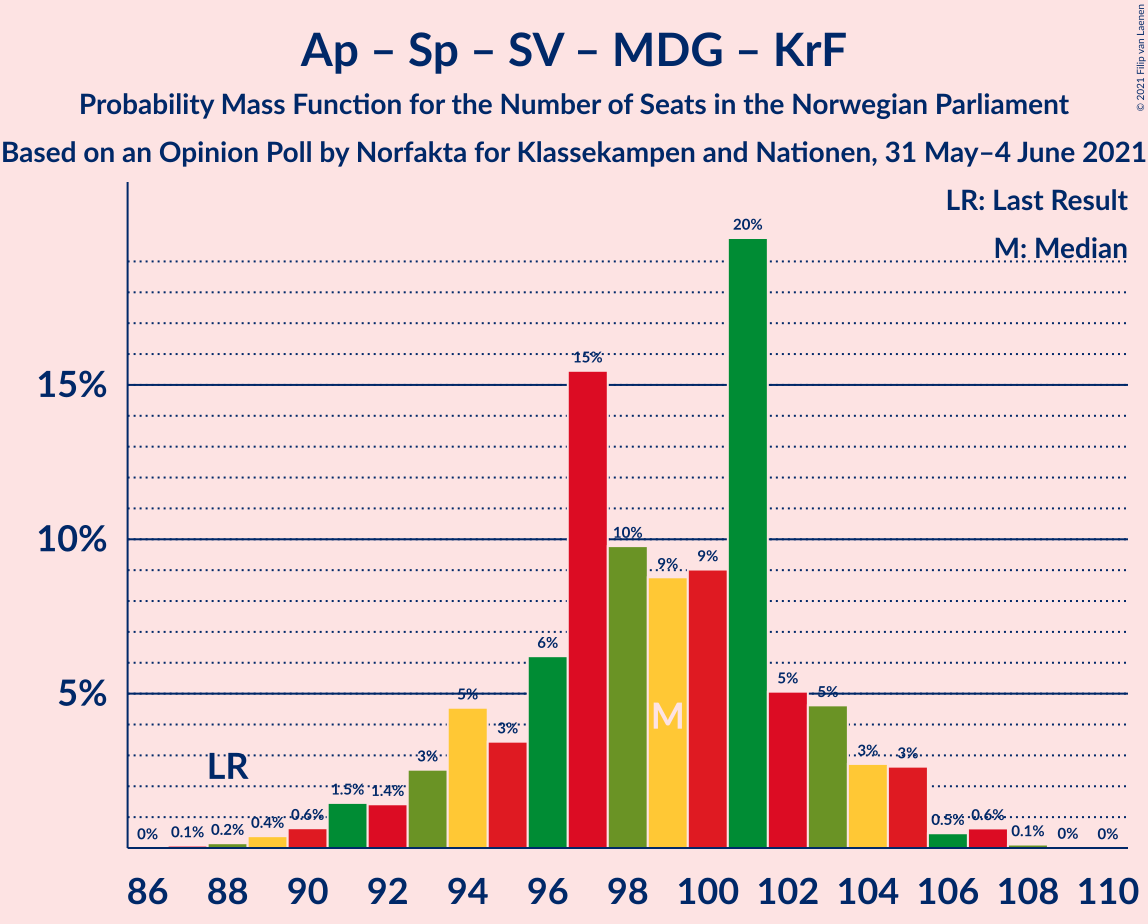 Ap – Sp – SV – MDG – KrF
Probability Mass Function for the Number of Seats in the Norwegian Parliament
Based on an Opinion Poll by Norfakta for Klassekampen and Nationen, 31 May–4 June 2021
© 2021 Filip van Laenen
LR: Last Result
M: Median
15%
10%
5%
0% 0.1% 0.2% 0.4% 0.6% 1.5% 1.4% 3% 5% 3% 6% 15% 10% 9% 9% 20% 5% 5% 3% 3% 0.5% 0.6% 0.1% 0% 0%
LR
M
86 88 90 92 94 96 98 100 102 104 106 108 110